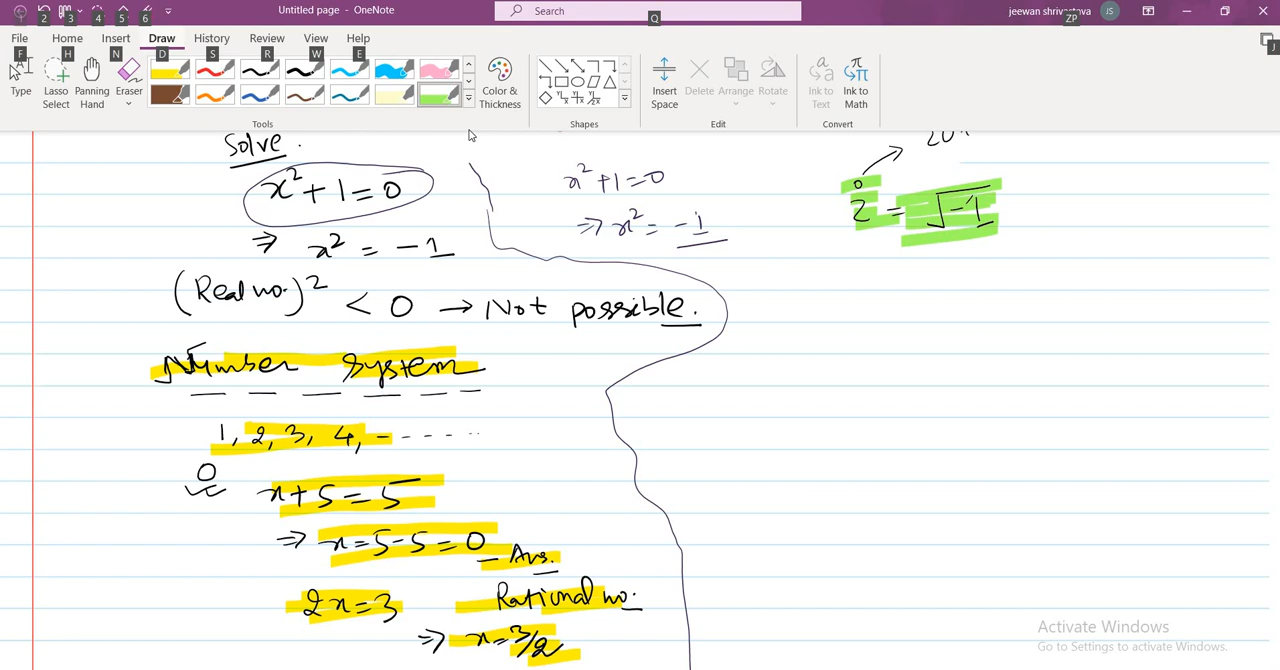 Untitled page - OneNote
Search
jeewan shrivastava
JS
ZP
File Home Insert Draw History Review View Help
Type
Lasso Select
Panning Hand
Eraser
Color & Thickness
Insert Space
Delete
Arrange
Rotate
Ink to Text
Ink to Math
Tools
Shapes
Edit
Convert
Solve.
x² + 1 = 0
⇒ x² = -1
(Real no.)² < 0 → Not possible.
Number System
1, 2, 3, 4, ------
0
x + 5 = 5
⇒ x = 5 - 5 = 0 Ans.
2x = 3
Rational no.
⇒ x = 3/2
x² + 1 = 0
⇒ x² = -1
i = √-1
Activate Windows
Go to Settings to activate Windows.